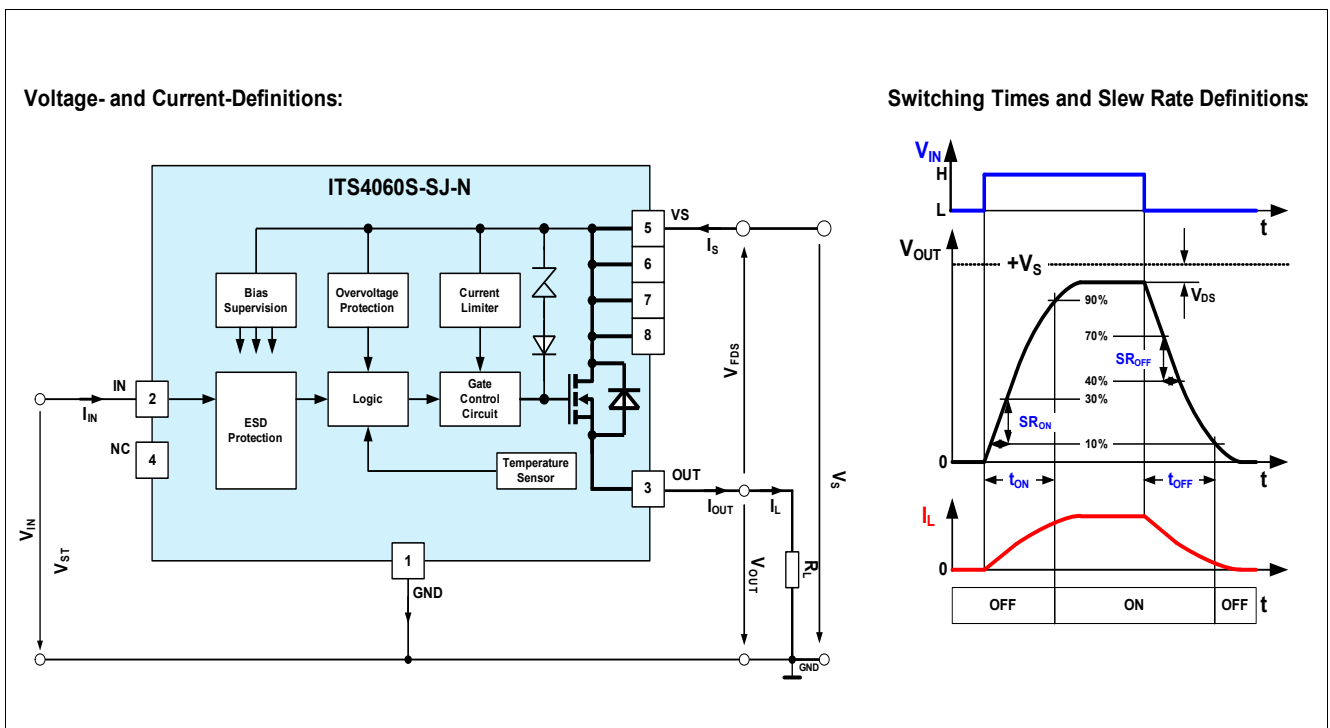 Voltage- and Current-Definitions:
ITS4060S-SJ-N
VS
5
6
7
8
I_S
Bias
Supervision
Overvoltage
Protection
Current
Limiter
V_FDS
IN
2
I_IN
NC
4
ESD
Protection
Logic
Gate
Control
Circuit
Temperature
Sensor
OUT
3
I_OUT
I_L
V_S
V_IN
V_ST
1
GND
V_OUT
R_L
GND
Switching Times and Slew Rate Definitions:
V_IN
H
L
t
V_OUT
+V_S
V_DS
90%
70%
SR_OFF
40%
30%
SR_ON
10%
0
t_ON
t_OFF
t
I_L
0
OFF
ON
OFF
t